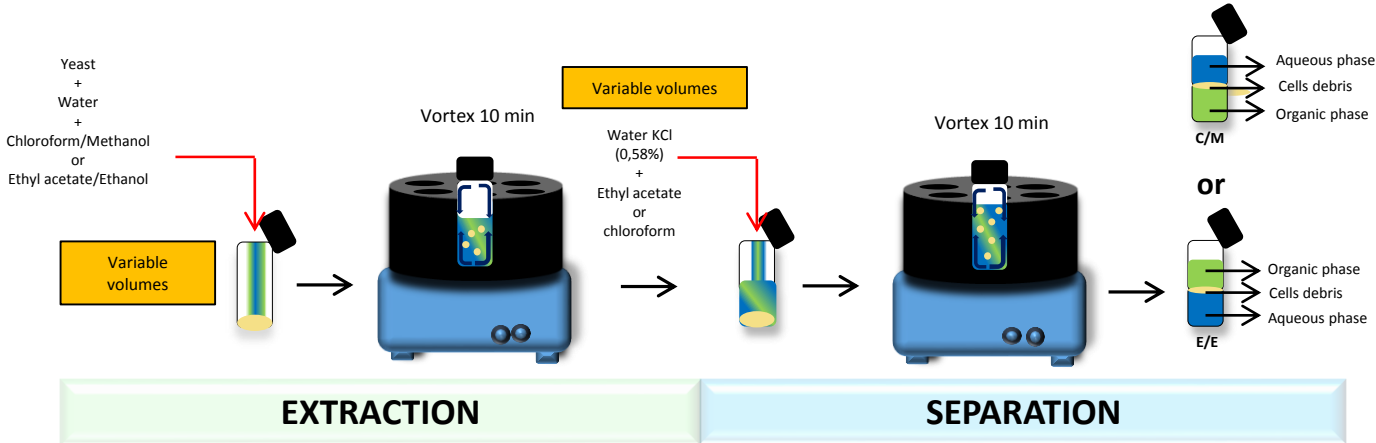 Yeast
+
Water
+
Chloroform/Methanol
or
Ethyl acetate/Ethanol
Variable
volumes
Vortex 10 min
Variable volumes
Water KCl
(0,58%)
+
Ethyl acetate
or
chloroform
Vortex 10 min
Aqueous phase
Cells debris
Organic phase
C/M
or
Organic phase
Cells debris
Aqueous phase
E/E
EXTRACTION
SEPARATION